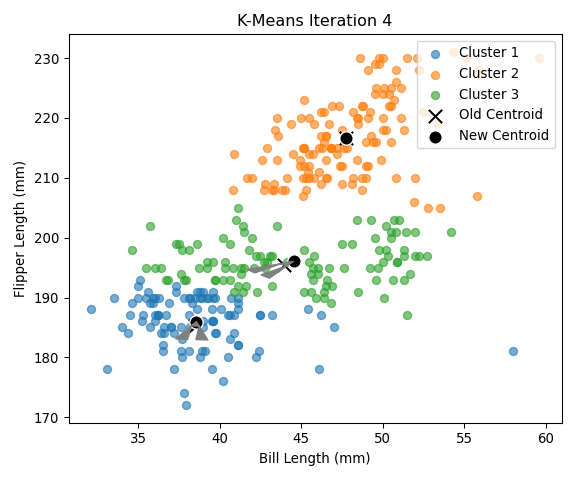 K-Means Iteration 4
Cluster 1
Cluster 2
Cluster 3
Old Centroid
New Centroid
Flipper Length (mm)
230
220
210
200
190
180
170
35
40
45
50
55
60
Bill Length (mm)